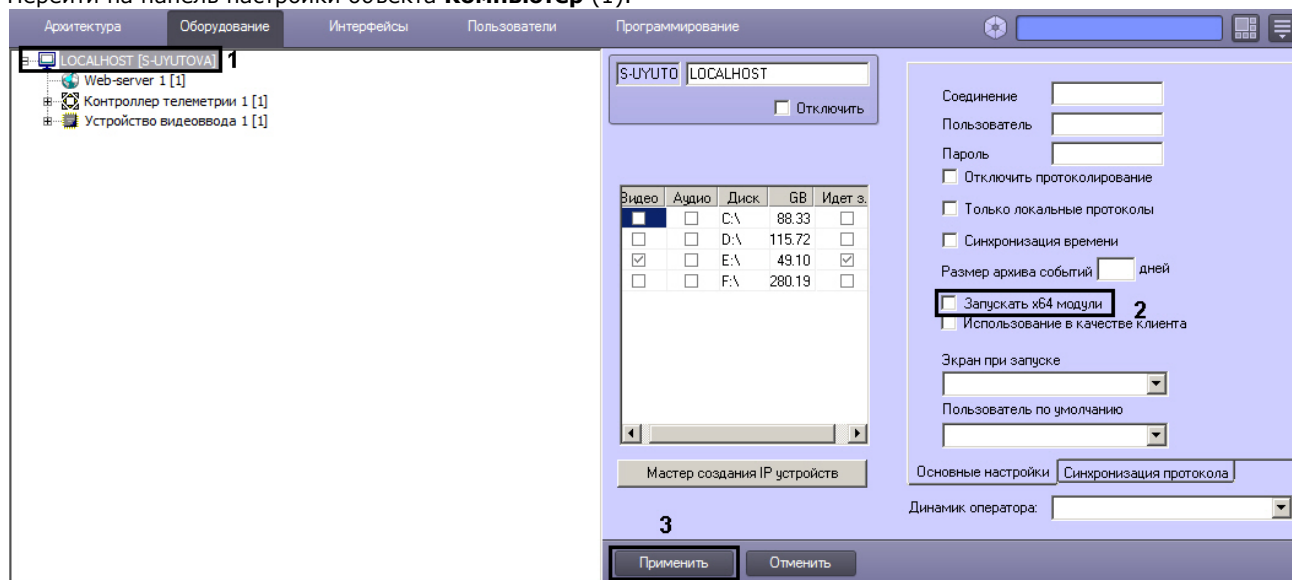 Перейти на панель настройки объекта Компьютер (1).
Архитектура Оборудование Интерфейсы Пользователи Программирование
LOCALHOST [S-UYUTOVA] 1
Web-server 1 [1]
Контроллер телеметрии 1 [1]
Устройство видеоввода 1 [1]
S-UYUTO LOCALHOST
Отключить
Видео Аудио Диск GB Идет з.
C:\ 88.33
D:\ 115.72
E:\ 49.10
F:\ 280.19
Мастер создания IP устройств
Соединение
Пользователь
Пароль
Отключить протоколирование
Только локальные протоколы
Синхронизация времени
Размер архива событий дней
Запускать x64 модули 2
Использование в качестве клиента
Экран при запуске
Пользователь по умолчанию
Основные настройки Синхронизация протокола
Динамик оператора:
3
Применить Отменить